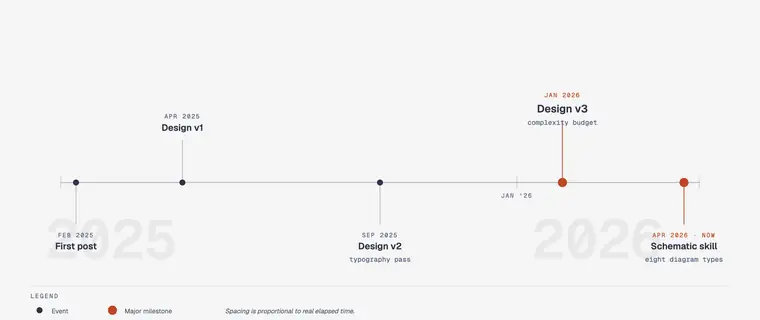 JAN 2026
Design v3
complexity budget
APR 2025
Design v1
JAN '26
2025
2026
FEB 2025
First post
SEP 2025
Design v2
typography pass
APR 2026 · NOW
Schematic skill
eight diagram types
LEGEND
Event
Major milestone
Spacing is proportional to real elapsed time.